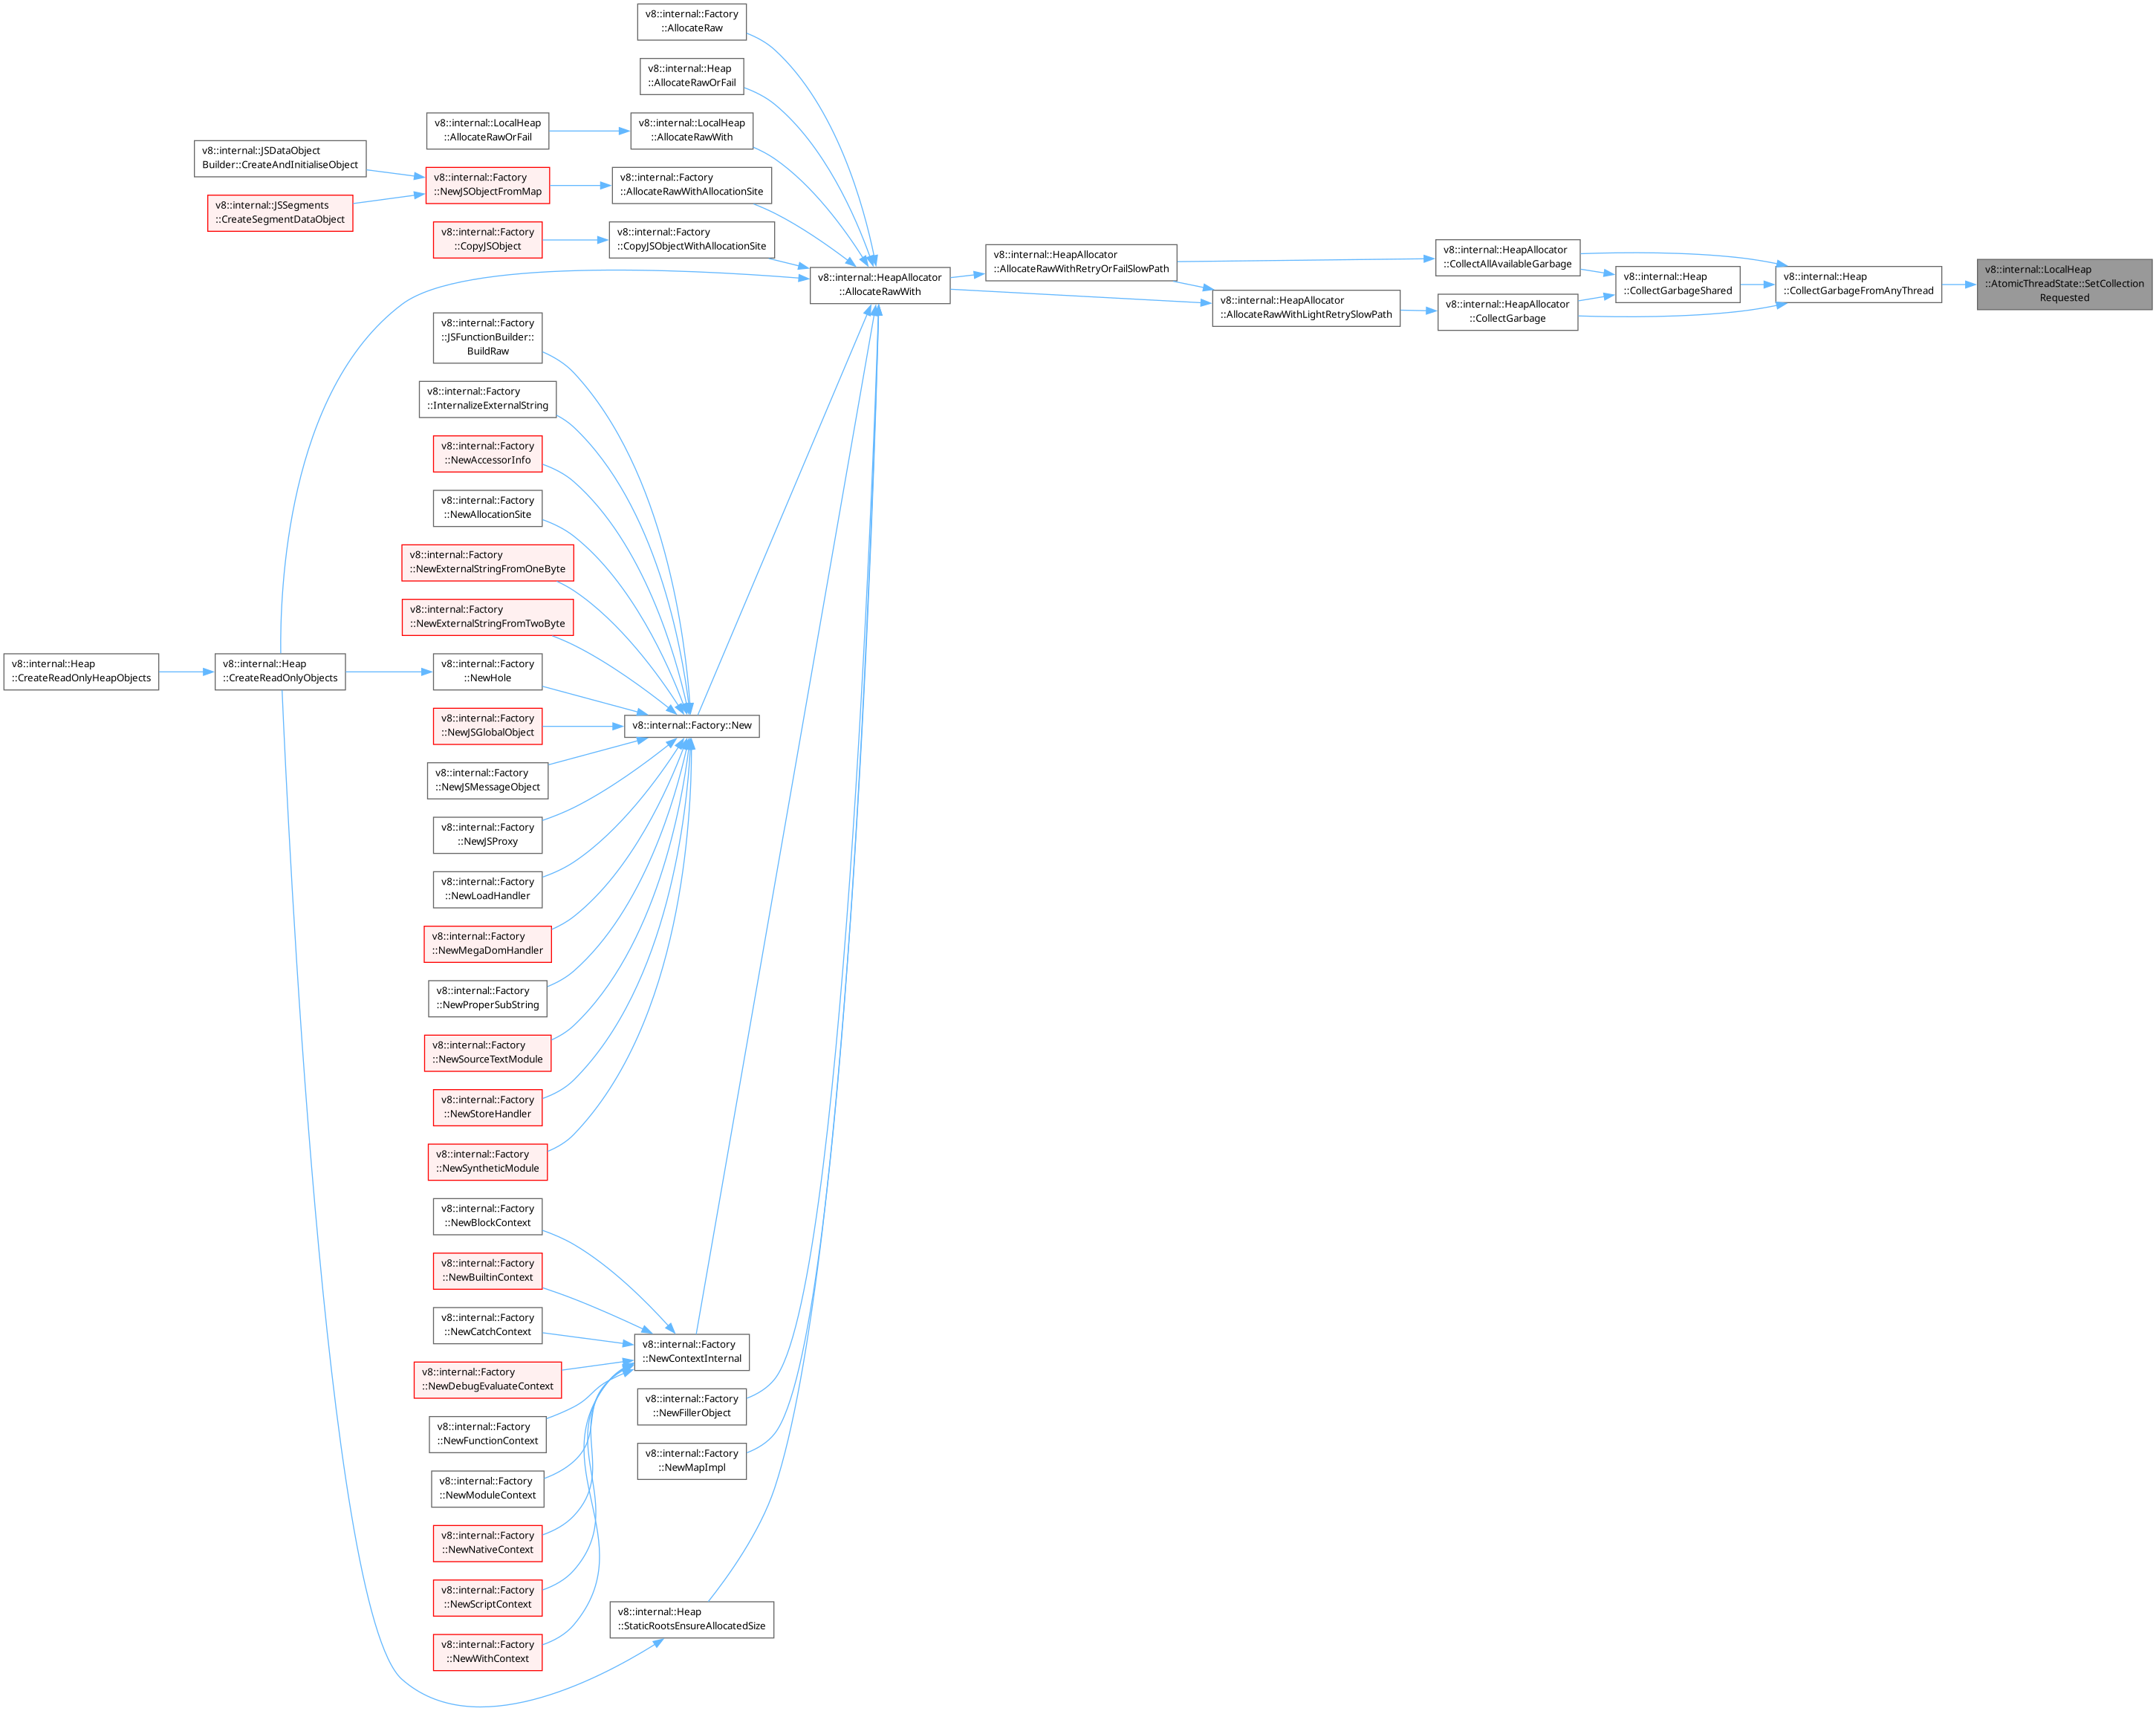 v8::internal::Factory
::AllocateRaw
v8::internal::Heap
::AllocateRawOrFail
v8::internal::LocalHeap
::AllocateRawOrFail
v8::internal::LocalHeap
::AllocateRawWith
v8::internal::JSDataObject
Builder::CreateAndInitialiseObject
v8::internal::Factory
::NewJSObjectFromMap
v8::internal::Factory
::AllocateRawWithAllocationSite
v8::internal::JSSegments
::CreateSegmentDataObject
v8::internal::Factory
::CopyJSObject
v8::internal::Factory
::CopyJSObjectWithAllocationSite
v8::internal::HeapAllocator
::AllocateRawWith
v8::internal::HeapAllocator
::AllocateRawWithRetryOrFailSlowPath
v8::internal::HeapAllocator
::AllocateRawWithLightRetrySlowPath
v8::internal::HeapAllocator
::CollectAllAvailableGarbage
v8::internal::HeapAllocator
::CollectGarbage
v8::internal::Heap
::CollectGarbageShared
v8::internal::Heap
::CollectGarbageFromAnyThread
v8::internal::LocalHeap
::AtomicThreadState::SetCollection
Requested
v8::internal::Factory
::JSFunctionBuilder::
BuildRaw
v8::internal::Factory
::InternalizeExternalString
v8::internal::Factory
::NewAccessorInfo
v8::internal::Factory
::NewAllocationSite
v8::internal::Factory
::NewExternalStringFromOneByte
v8::internal::Factory
::NewExternalStringFromTwoByte
v8::internal::Heap
::CreateReadOnlyHeapObjects
v8::internal::Heap
::CreateReadOnlyObjects
v8::internal::Factory
::NewHole
v8::internal::Factory
::NewJSGlobalObject
v8::internal::Factory::New
v8::internal::Factory
::NewJSMessageObject
v8::internal::Factory
::NewJSProxy
v8::internal::Factory
::NewLoadHandler
v8::internal::Factory
::NewMegaDomHandler
v8::internal::Factory
::NewProperSubString
v8::internal::Factory
::NewSourceTextModule
v8::internal::Factory
::NewStoreHandler
v8::internal::Factory
::NewSyntheticModule
v8::internal::Factory
::NewBlockContext
v8::internal::Factory
::NewBuiltinContext
v8::internal::Factory
::NewCatchContext
v8::internal::Factory
::NewContextInternal
v8::internal::Factory
::NewDebugEvaluateContext
v8::internal::Factory
::NewFillerObject
v8::internal::Factory
::NewFunctionContext
v8::internal::Factory
::NewMapImpl
v8::internal::Factory
::NewModuleContext
v8::internal::Factory
::NewNativeContext
v8::internal::Factory
::NewScriptContext
v8::internal::Heap
::StaticRootsEnsureAllocatedSize
v8::internal::Factory
::NewWithContext